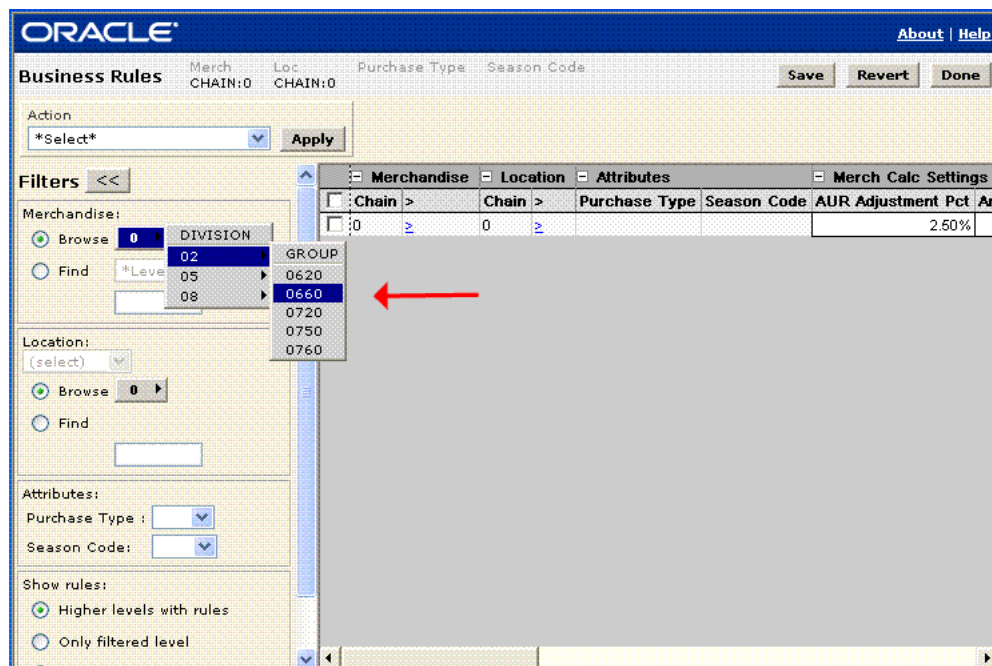 ORACLE
About | Help
Business Rules
Merch
CHAIN:0
Loc
CHAIN:0
Purchase Type
Season Code
Save
Revert
Done
Action
*Select*
Apply
Filters <<
Merchandise:
Browse 0
Find *Leve
DIVISION
02
05
08
GROUP
0620
0660
0720
0750
0760
Location:
(select)
Browse 0
Find
Attributes:
Purchase Type :
Season Code:
Show rules:
Higher levels with rules
Only filtered level
Merchandise Location Attributes Merch Calc Settings
Chain > Chain > Purchase Type Season Code AUR Adjustment Pct
0 > 0 > 2.50%